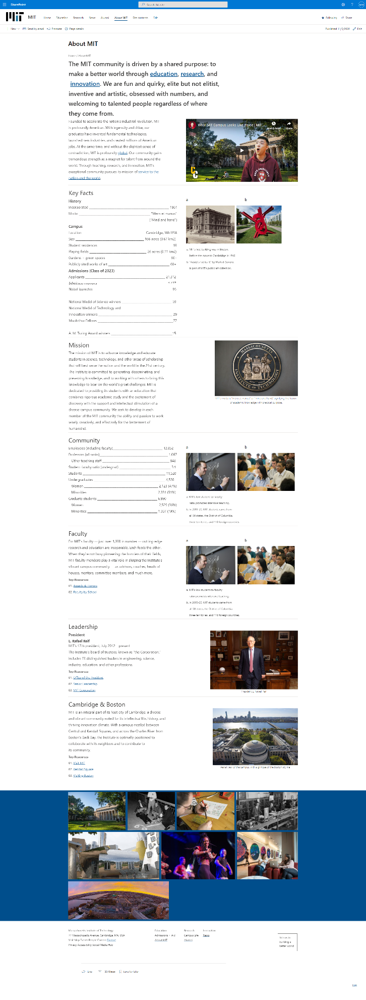 SharePoint
Search this site
MH
MIT
MIT
Home
Education
Research
News
Alumni
About MIT
Site contents
Edit
Following
Share
New
Send by email
Promote
Page details
Published 11/5/2020
Edit
About MIT
Home / About MIT
The MIT community is driven by a shared purpose: to
make a better world through education, research, and
innovation. We are fun and quirky, elite but not elitist,
inventive and artistic, obsessed with numbers, and
welcoming to talented people regardless of where
they come from.
Founded to accelerate the nation's industrial revolution, MIT
is profoundly American. With ingenuity and drive, our
graduates have invented fundamental technologies,
launched new industries, and created millions of American
jobs. At the same time, and without the slightest sense of
contradiction, MIT is profoundly global. Our community gains
tremendous strength as a magnet for talent from around the
world. Through teaching, research, and innovation, MIT's
exceptional community pursues its mission of service to the
nation and the world.
What MIT Campus Looks Like Inside | MIT ...
Share
Key Facts
History
Incorporated 1861
Motto "Mens et manus"
("Mind and hand")
Campus
Location Cambridge, MA USA
Size 166 acres (0.67 km2)
Student residences 18
Playing fields 26 acres (0.11 km2)
Gardens + green spaces
Publicly sited works of art 60+
Admissions (Class of 2023)
Applicants 21,312
Selected Honors
Nobel laureates 95
National Medal of Science winners 59
National Medal of Technology and
Innovation winners 29
MacArthur Fellows 77
A. M. Turing Award winners 15
a
b
a. MIT's first building was in Boston,
before the move to Cambridge in 1916.
b. "Aesop's Fables II," by Mark di Suvero,
is part of MIT's public art collection.
Mission
The mission of MIT is to advance knowledge and educate
students in science, technology, and other areas of scholarship
that will best serve the nation and the world in the 21st century.
The Institute is committed to generating, disseminating, and
preserving knowledge, and to working with others to bring this
knowledge to bear on the world's great challenges. MIT is
dedicated to providing its students with an education that
combines rigorous academic study and the excitement of
discovery with the support and intellectual stimulation of a
diverse campus community. We seek to develop in each
member of the MIT community the ability and passion to work
wisely, creatively, and effectively for the betterment of
humankind.
MASSACHUSETTS
INSTITUTE OF TECHNOLOGY
MIT's motto is "mens et manus," or "mind and hand," signifying the fusion
of academic knowledge with practical purpose.
Community
Employees (including faculty) 12,852
Professors (all ranks) 1,067
Other teaching staff 948
Student-faculty ratio (undergrad) 3:1
Students 11,520
Undergraduates 4,530
Women 2,123 (47%)
Minorities 2,331 (51%)
Graduate students 6,990
Women 2,529 (36%)
Minorities 1,337 (19%)
a
b
a. MIT's low student-to-faculty
ratio promotes intensive teaching.
b. In 2019-20, MIT students came from
all 50 states, the District of Columbia,
three territories, and 118 foreign countries.
Faculty
For MIT's faculty — just over 1,000 in number — cutting-edge
research and education are inseparable. Each feeds the other.
When they're not busy pioneering the frontiers of their fields,
MIT faculty members play a vital role in shaping the Institute's
vibrant campus community — as advisors, coaches, heads of
houses, mentors, committee members, and much more.
Top Resources
01. Awards & Honors
02. Faculty by School
a
b
a. MIT's low student-to-faculty
ratio promotes intensive teaching.
b. In 2019-20, MIT students came from
all 50 states, the District of Columbia,
three territories, and 118 foreign countries.
Leadership
President
L. Rafael Reif
MIT's 17th president, July 2012 – present
The Institute's board of trustees, known as "the Corporation,"
includes 73 distinguished leaders in engineering, science,
industry, education, and other professions.
Top Resources
01. Office of the President
02. Senior Leadership
03. MIT Corporation
President L. Rafael Reif
Cambridge & Boston
MIT is an integral part of its host city of Cambridge, a diverse
and vibrant community noted for its intellectual life, history, and
thriving innovation climate. With a campus nestled between
Central and Kendall Squares, and across the Charles River from
Boston's Back Bay, the Institute is optimally positioned to
collaborate with its neighbors and to contribute to
its community.
Top Resources
01. Visit MIT
02. Kendall Square
03. Visiting Boston
Aerial view of the campus, with a glimpse of the Boston skyline
Massachusetts Institute of Technology
77 Massachusetts Avenue, Cambridge, MA, USA
Visit Map Events People Careers Contact
Privacy Accessibility Social Media Hub
Education
Admissions + Aid
About MIT
Research
Campus Life
Alumni
Innovation
News
Join us in
building a
better world
Like
33 Views
Save for later
Edit